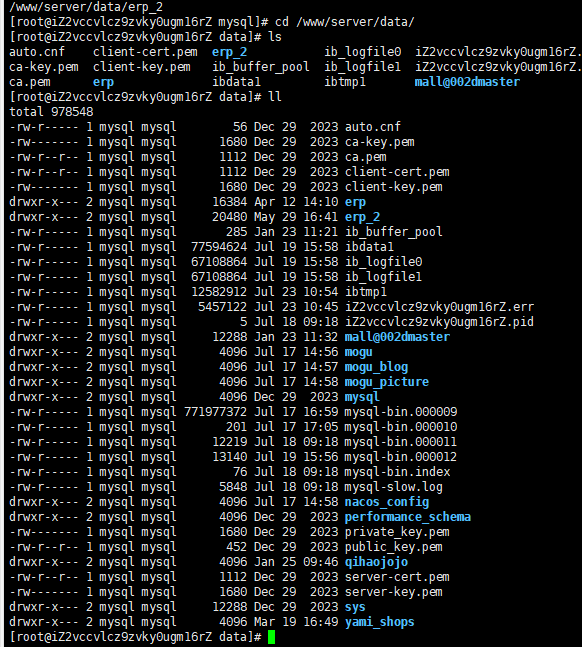 /www/server/data/erp_2
[root@iZ2vccvlcz9zvky0ugm16rZ mysql]# cd /www/server/data/
[root@iZ2vccvlcz9zvky0ugm16rZ data]# ls
auto.cnf client-cert.pem erp_2 ib_logfile0 iZ2vccvlcz9zvky0ugm16rZ.
ca-key.pem client-key.pem ib_buffer_pool ib_logfile1 iZ2vccvlcz9zvky0ugm16rZ.
ca.pem erp ibdata1 ibtmp1 mall@002dmaster
[root@iZ2vccvlcz9zvky0ugm16rZ data]# ll
total 978548
-rw-r----- 1 mysql mysql 56 Dec 29 2023 auto.cnf
-rw------- 1 mysql mysql 1680 Dec 29 2023 ca-key.pem
-rw-r--r-- 1 mysql mysql 1112 Dec 29 2023 ca.pem
-rw-r--r-- 1 mysql mysql 1112 Dec 29 2023 client-cert.pem
-rw------- 1 mysql mysql 1680 Dec 29 2023 client-key.pem
drwxr-x--- 2 mysql mysql 16384 Apr 12 14:10 erp
drwxr-x--- 2 mysql mysql 20480 May 29 16:41 erp_2
-rw-r----- 1 mysql mysql 285 Jan 23 11:21 ib_buffer_pool
-rw-r----- 1 mysql mysql 77594624 Jul 19 15:58 ibdata1
-rw-r----- 1 mysql mysql 67108864 Jul 19 15:58 ib_logfile0
-rw-r----- 1 mysql mysql 67108864 Jul 19 15:58 ib_logfile1
-rw-r----- 1 mysql mysql 12582912 Jul 23 10:54 ibtmp1
-rw-r----- 1 mysql mysql 5457122 Jul 23 10:45 iZ2vccvlcz9zvky0ugm16rZ.err
-rw-r----- 1 mysql mysql 5 Jul 18 09:18 iZ2vccvlcz9zvky0ugm16rZ.pid
drwxr-x--- 2 mysql mysql 12288 Jan 23 11:32 mall@002dmaster
drwxr-x--- 2 mysql mysql 4096 Jul 17 14:56 mogu
drwxr-x--- 2 mysql mysql 4096 Jul 17 14:57 mogu_blog
drwxr-x--- 2 mysql mysql 4096 Jul 17 14:58 mogu_picture
drwxr-x--- 2 mysql mysql 4096 Dec 29 2023 mysql
-rw-r----- 1 mysql mysql 771977372 Jul 17 16:59 mysql-bin.000009
-rw-r----- 1 mysql mysql 201 Jul 17 17:05 mysql-bin.000010
-rw-r----- 1 mysql mysql 12219 Jul 18 09:18 mysql-bin.000011
-rw-r----- 1 mysql mysql 13140 Jul 19 15:56 mysql-bin.000012
-rw-r----- 1 mysql mysql 76 Jul 18 09:18 mysql-bin.index
-rw-r----- 1 mysql mysql 5848 Jul 18 09:18 mysql-slow.log
drwxr-x--- 2 mysql mysql 4096 Jul 17 14:58 nacos_config
drwxr-x--- 2 mysql mysql 4096 Dec 29 2023 performance_schema
-rw------- 1 mysql mysql 1680 Dec 29 2023 private_key.pem
-rw-r--r-- 1 mysql mysql 452 Dec 29 2023 public_key.pem
drwxr-x--- 2 mysql mysql 4096 Jan 25 09:46 qihaojojo
-rw-r--r-- 1 mysql mysql 1112 Dec 29 2023 server-cert.pem
-rw------- 1 mysql mysql 1680 Dec 29 2023 server-key.pem
drwxr-x--- 2 mysql mysql 12288 Dec 29 2023 sys
drwxr-x--- 2 mysql mysql 4096 Mar 19 16:49 yami_shops
[root@iZ2vccvlcz9zvky0ugm16rZ data]#